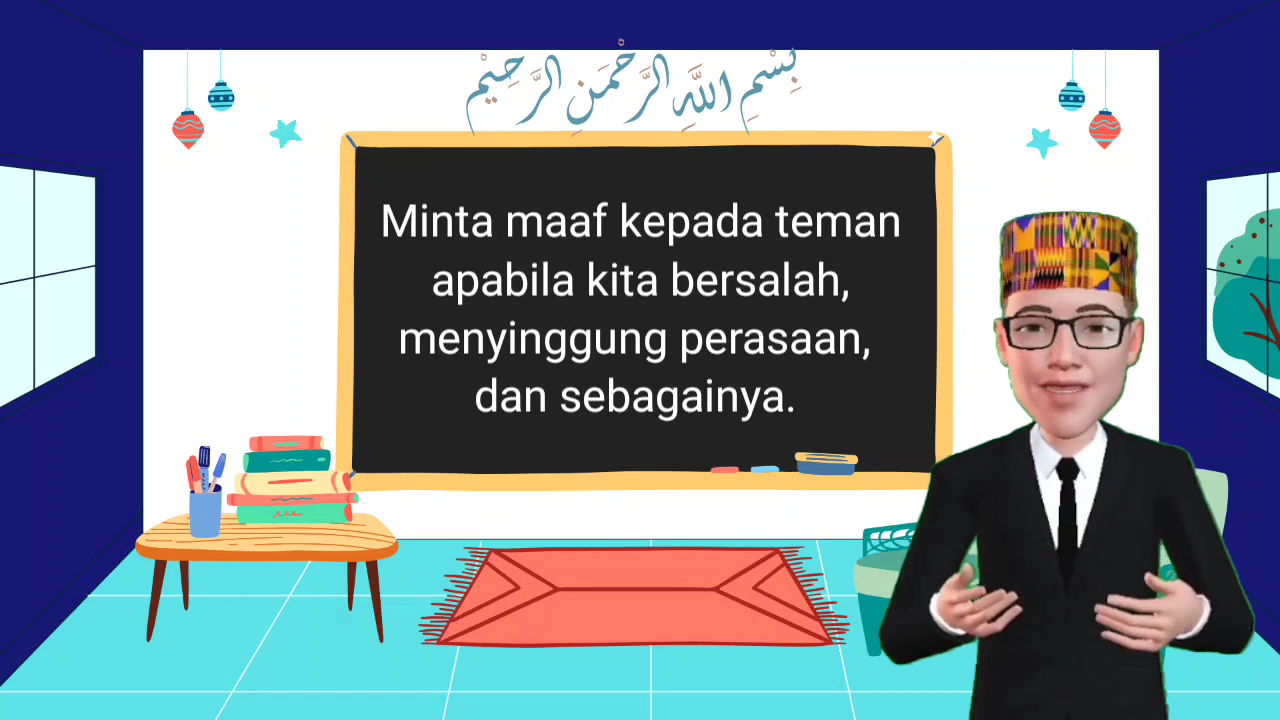 بِسْمِ اللَّهِ الرَّحْمَنِ الرَّحِيْمِ
Minta maaf kepada teman
apabila kita bersalah,
menyinggung perasaan,
dan sebagainya.